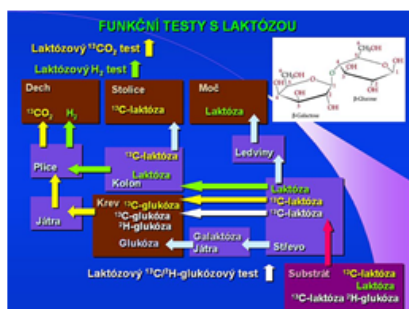 FUNKČNÍ TESTY S LAKTÓZOU
Laktózový ¹³CO₂ test
Laktózový H₂ test
Dech
¹³CO₂ H₂
Stolice
¹³C-laktóza
Moč
Laktóza
CH₂OH
OH
β-Galactose
β-Glucose
Plíce
¹³C-laktóza
Laktóza
Kolon
Ledviny
Játra
Krev ¹³C-glukóza
¹³C-glukóza
²H-glukóza
Glukóza
Galaktóza
Játra
Laktóza
¹³C-laktóza
¹³C-laktóza
Střevo
Laktózový ¹³C/²H-glukózový test
Substrát ¹³C-laktóza
Laktóza
¹³C-laktóza ²H-glukóza